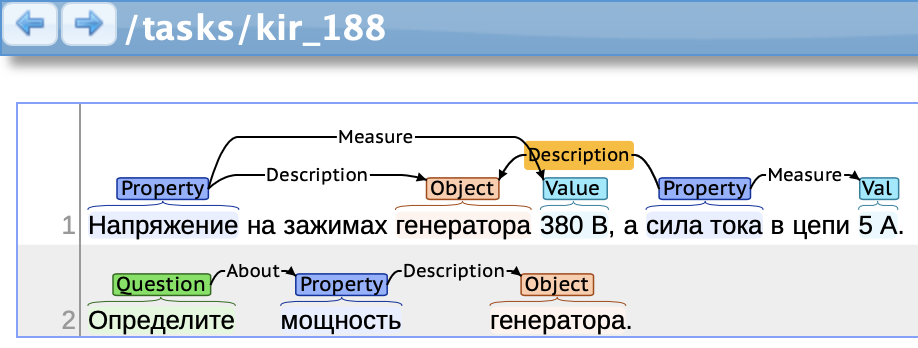 /tasks/kir_188
Measure
Description
Description Measure
Property Object Value Property Val
1 Напряжение на зажимах генератора 380 В, а сила тока в цепи 5 А.
About Description
Question Property Object
2 Определите мощность генератора.